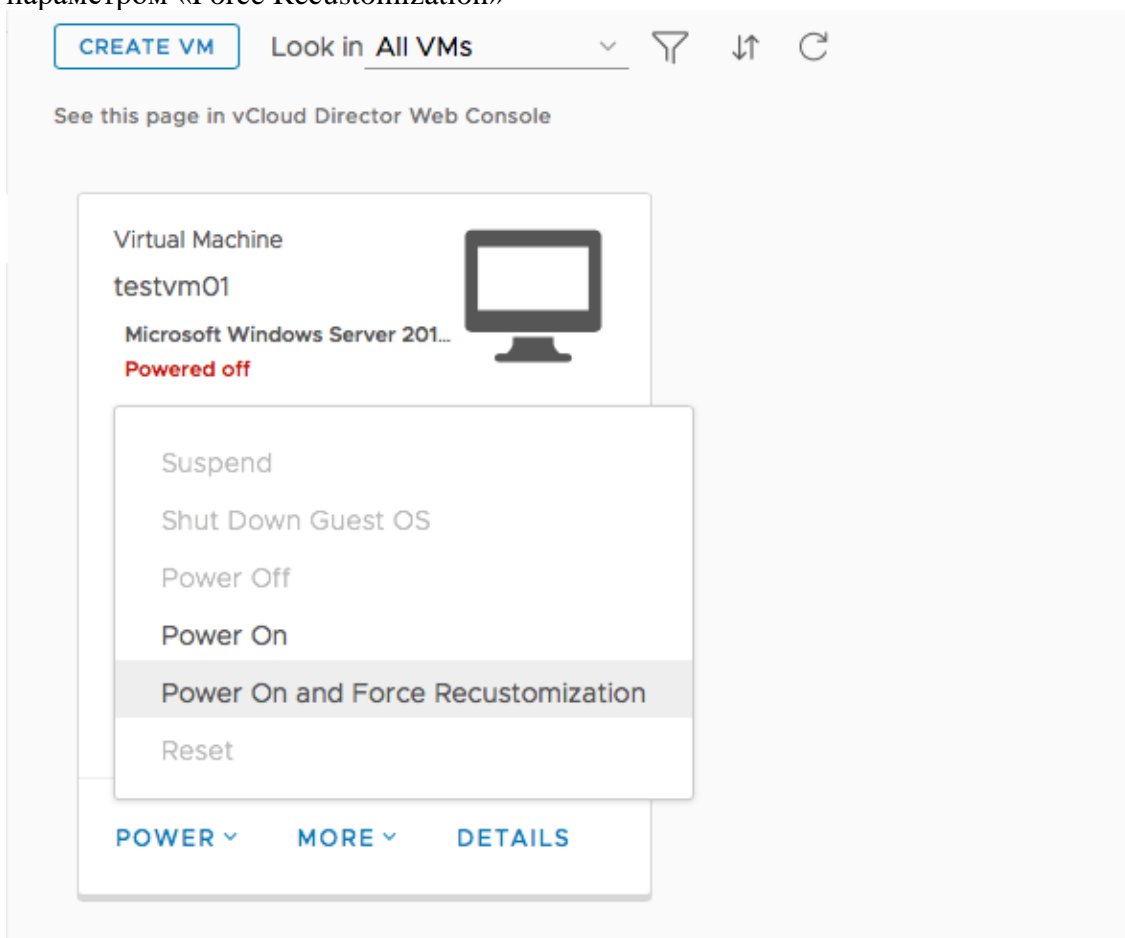 параметром «Force Recustomization»
CREATE VM Look in All VMs
See this page in vCloud Director Web Console
Virtual Machine
testvm01
Microsoft Windows Server 201...
Powered off
Suspend
Shut Down Guest OS
Power Off
Power On
Power On and Force Recustomization
Reset
POWER MORE DETAILS